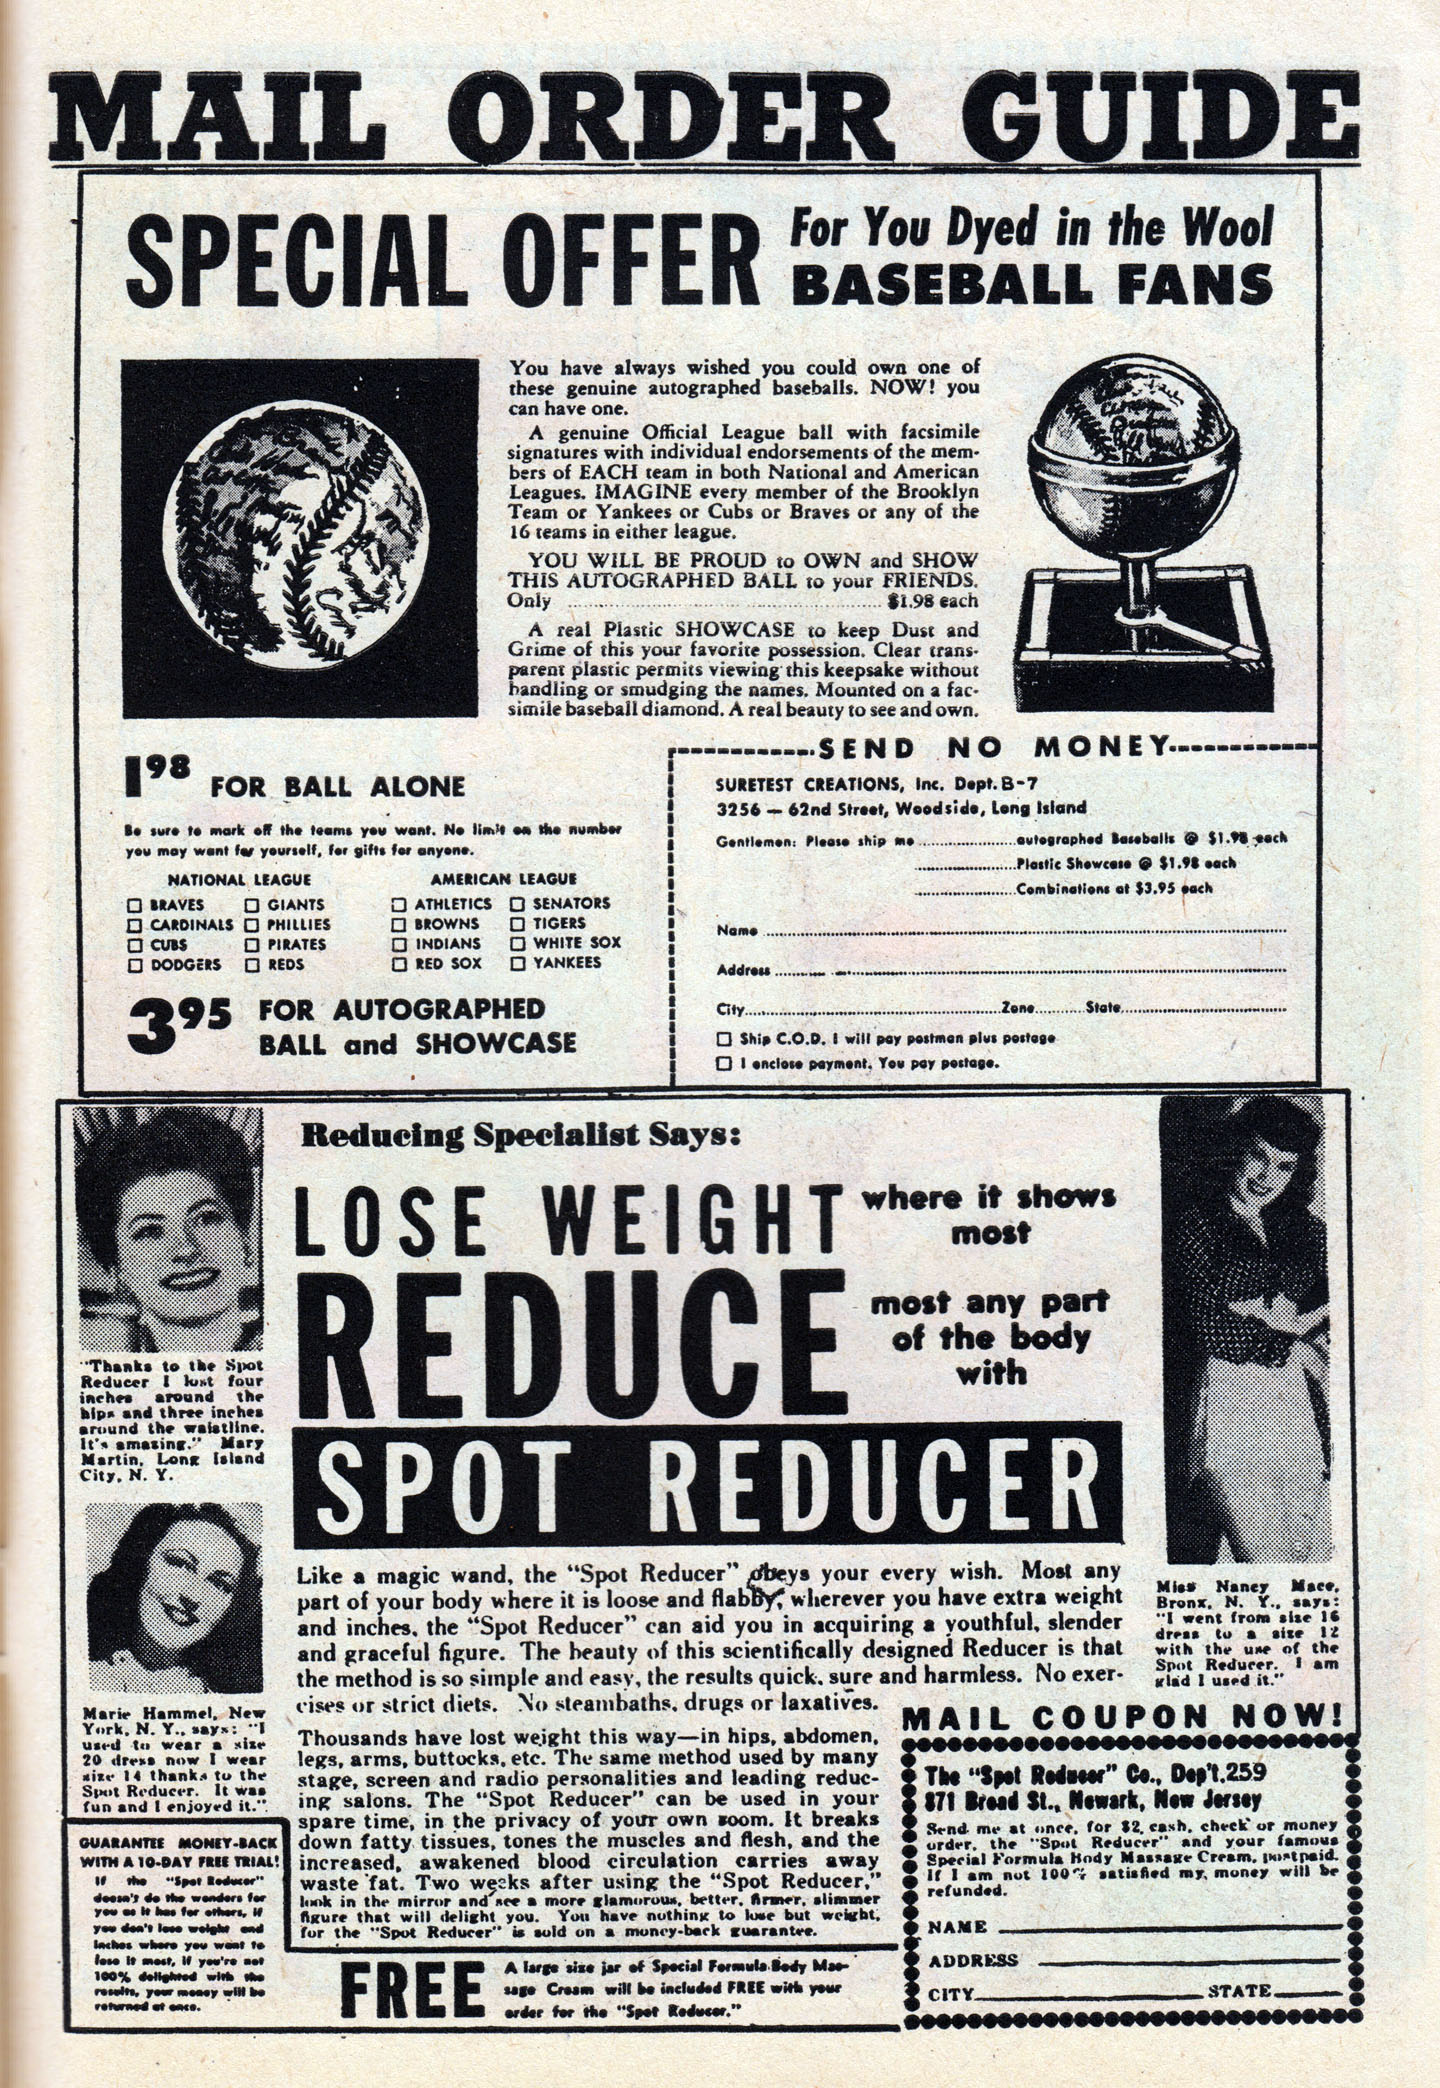 MAIL ORDER GUIDE
SPECIAL OFFER
For You Dyed in the Wool
BASEBALL FANS
You have always wished you could own one of
these genuine autographed baseballs. NOW! you
can have one.
A genuine Official League ball with facsimile
signatures with individual endorsements of the mem-
bers of EACH team in both National and American
Leagues. IMAGINE every member of the Brooklyn
Team or Yankees or Cubs or Braves or any of the
16 teams in either league.
YOU WILL BE PROUD to OWN and SHOW
THIS AUTOGRAPHED BALL to your FRIENDS.
Only ........ $1.98 each
A real Plastic SHOWCASE to keep Dust and
Grime of this your favorite possession. Clear trans-
parent plastic permits viewing this keepsake without
handling or smudging the names. Mounted on a fac-
simile baseball diamond. A real beauty to see and own.
1 98 FOR BALL ALONE
Be sure to mark off the teams you want. No limit on the number
you may want for yourself, for gifts for anyone.
NATIONAL LEAGUE AMERICAN LEAGUE
☐ BRAVES ☐ GIANTS ☐ ATHLETICS ☐ SENATORS
☐ CARDINALS ☐ PHILLIES ☐ BROWNS ☐ TIGERS
☐ CUBS ☐ PIRATES ☐ INDIANS ☐ WHITE SOX
☐ DODGERS ☐ REDS ☐ RED SOX ☐ YANKEES
3 95 FOR AUTOGRAPHED
BALL and SHOWCASE
SEND NO MONEY
SURETEST CREATIONS, Inc. Dept. B-7
3256 — 62nd Street, Woodside, Long Island
Gentlemen: Please ship me ........ autographed Baseballs @ $1.98 each
........ Plastic Showcase @ $1.98 each
........ Combinations at $3.95 each
Name ........
Address ........
City ........ Zone ........ State ........
☐ Ship C.O.D. I will pay postman plus postage
☐ I enclose payment. You pay postage.
Reducing Specialist Says:
LOSE WEIGHT
where it shows
most
REDUCE
most any part
of the body
with
SPOT REDUCER
"Thanks to the Spot
Reducer I lost four
inches around the
hips and three inches
around the waistline.
It's amazing." Mary
Martin, Long Island
City, N. Y.
Marie Hammel, New
York, N. Y., says: "I
used to wear a size
20 dress now I wear
size 14 thanks to the
Spot Reducer. It was
fun and I enjoyed it."
Miss Nancy Mace,
Bronx, N. Y., says:
"I went from size 16
dress to a size 12
with the use of the
Spot Reducer. I am
glad I used it."
Like a magic wand, the "Spot Reducer" obeys your every wish. Most any
part of your body where it is loose and flabby, wherever you have extra weight
and inches, the "Spot Reducer" can aid you in acquiring a youthful, slender
and graceful figure. The beauty of this scientifically designed Reducer is that
the method is so simple and easy, the results quick, sure and harmless. No exer-
cises or strict diets. No steambaths, drugs or laxatives.
Thousands have lost weight this way—in hips, abdomen,
legs, arms, buttocks, etc. The same method used by many
stage, screen and radio personalities and leading reduc-
ing salons. The "Spot Reducer" can be used in your
spare time, in the privacy of your own room. It breaks
down fatty tissues, tones the muscles and flesh, and the
increased, awakened blood circulation carries away
waste fat. Two weeks after using the "Spot Reducer,"
look in the mirror and see a more glamorous, better, firmer, slimmer
figure that will delight you. You have nothing to lose but weight,
for the "Spot Reducer" is sold on a money-back guarantee.
GUARANTEE MONEY-BACK
WITH A 10-DAY FREE TRIAL!
If the "Spot Reducer"
doesn't do the wonders for
you as it has for others, if
you don't lose weight and
inches where you want to
lose it most, if you're not
100% delighted with the
results, your money will be
returned at once.
FREE
A large size jar of Special Formula Body Mas-
sage Cream will be included FREE with your
order for the "Spot Reducer."
MAIL COUPON NOW!
The "Spot Reducer" Co., Dep't. 259
871 Broad St., Newark, New Jersey
Send me at once, for $2 cash, check or money
order, the "Spot Reducer" and your famous
Special Formula Body Massage Cream, postpaid.
If I am not 100% satisfied my money will be
refunded.
NAME
ADDRESS
CITY STATE